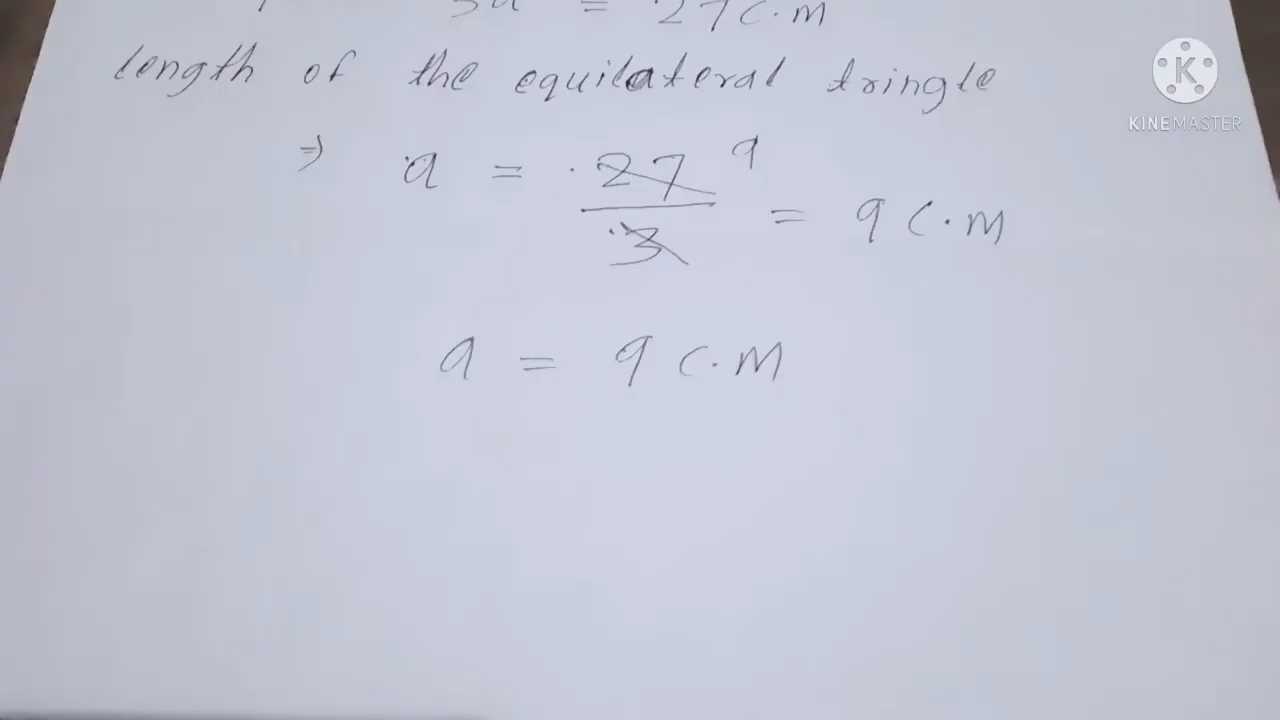 3a = 27 C.m
length of the equilateral tringle
⇒ a = 27/3 9 = 9 C.m
a = 9 C.m
KINEMASTER